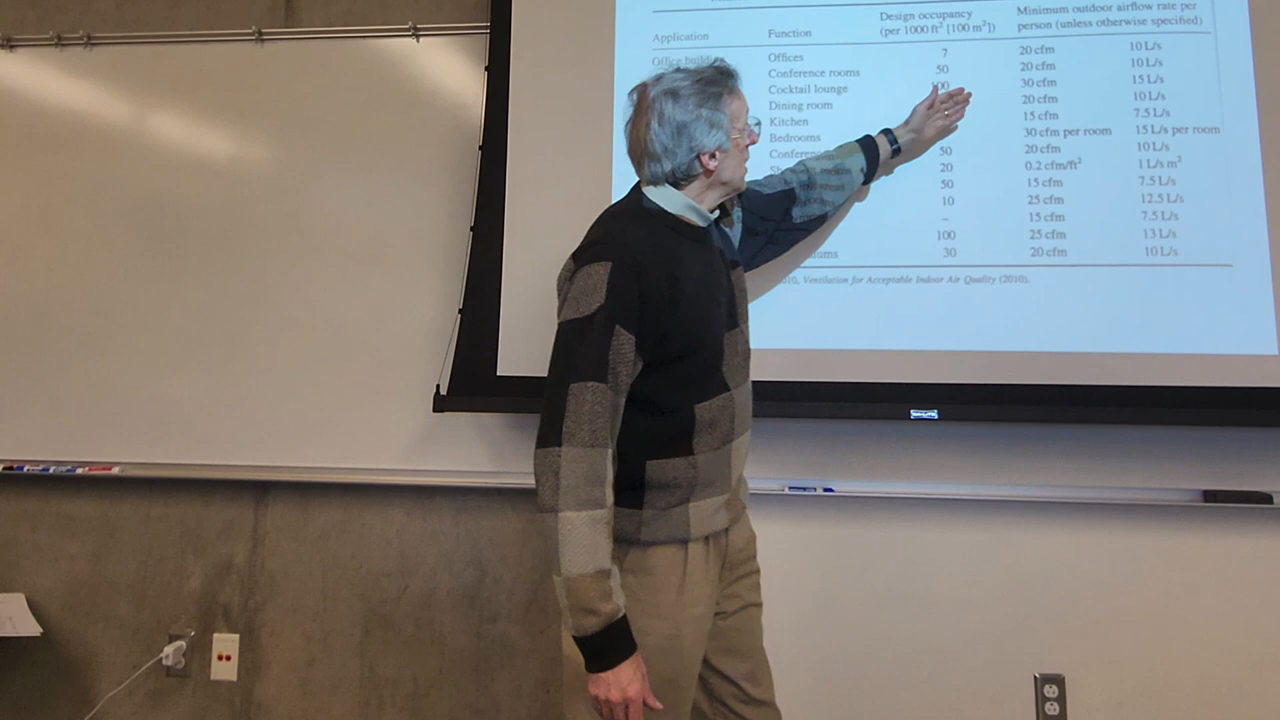 Design occupancy Minimum outdoor airflow rate per
Application Function (per 1000 ft² [100 m²]) person (unless otherwise specified)
Office Offices 7 20 cfm 10 L/s
Conference rooms 50 20 cfm 10 L/s
Cocktail lounge 30 cfm 15 L/s
Dining room 20 cfm 10 L/s
Kitchen 15 cfm 7.5 L/s
Bedrooms 30 cfm per room 15 L/s per room
50 20 cfm 10 L/s
20 0.2 cfm/ft² 1 L/s m²
50 15 cfm 7.5 L/s
10 25 cfm 12.5 L/s
– 15 cfm 7.5 L/s
100 25 cfm 13 L/s
30 20 cfm 10 L/s
Ventilation for Acceptable Indoor Air Quality (2010).